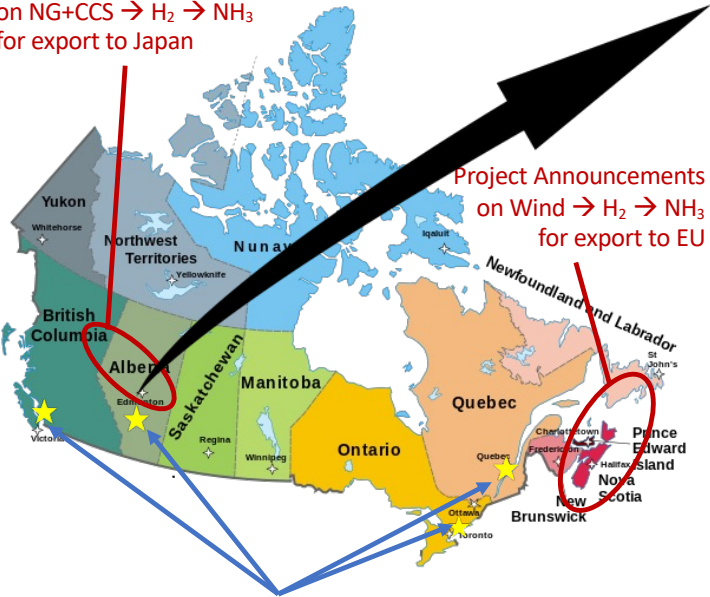 on NG+CCS → H₂ → NH₃
for export to Japan
Project Announcements
on Wind → H₂ → NH₃
for export to EU
Yukon
Whitehorse
Northwest
Territories
Yellowknife
Nunav
Iqaluit
Newfoundland and Labrador
St
John's
British
Columbia
Victoria
Alberta
Edmonton
Saskatchewan
Regina
Manitoba
Winnipeg
Ontario
Ottawa
Toronto
Quebec
Quebec
Charlottetown
Fredericton
Prince
Edward
Island
Halifax
Nova
Scotia
New
Brunswick